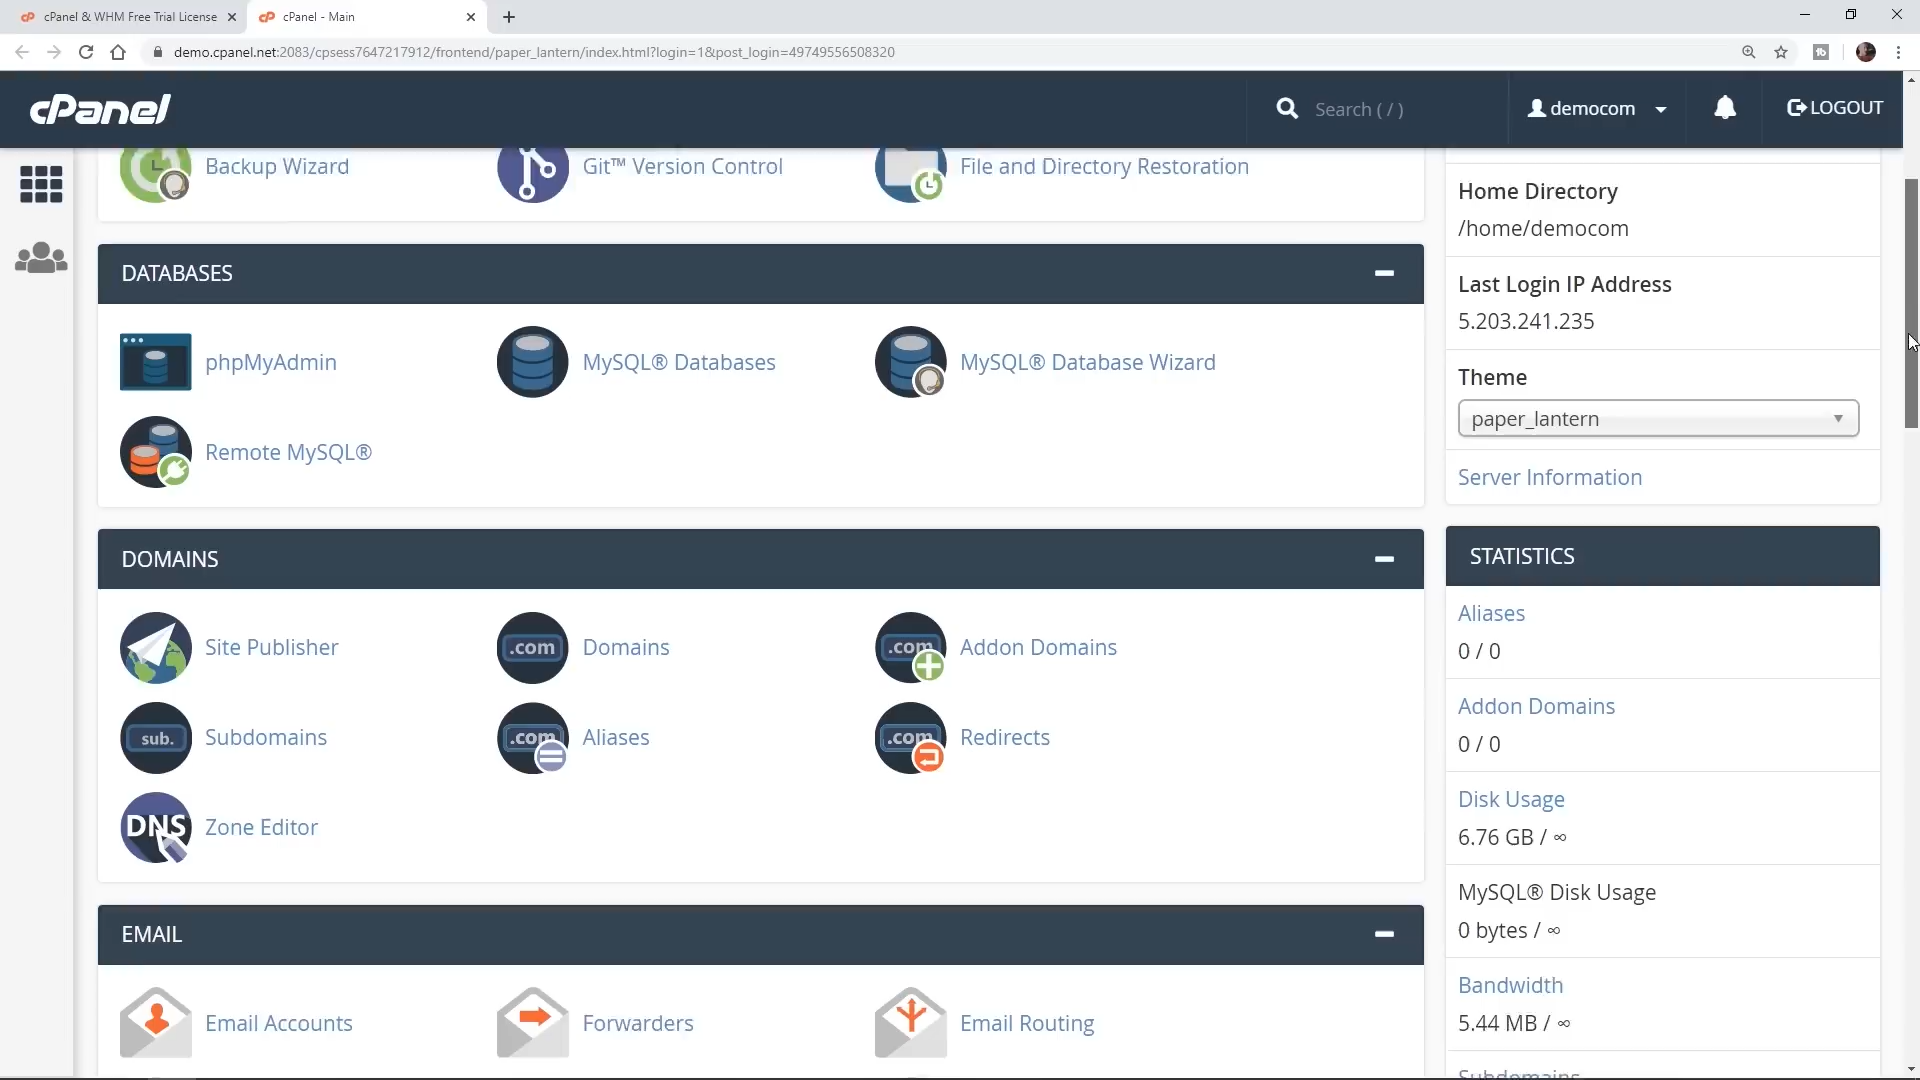 cPanel & WHM Free Trial License
cPanel - Main
demo.cpanel.net:2083/cpsess7647217912/frontend/paper_lantern/index.html?login=1&post_login=49749556508320
cPanel
Search ( / )
democom
LOGOUT
Backup Wizard
Git™ Version Control
File and Directory Restoration
DATABASES
phpMyAdmin
MySQL® Databases
MySQL® Database Wizard
Remote MySQL®
DOMAINS
Site Publisher
.com
Domains
.com
Addon Domains
sub.
Subdomains
.com
Aliases
.com
Redirects
DNS
Zone Editor
EMAIL
Email Accounts
Forwarders
Email Routing
Home Directory
/home/democom
Last Login IP Address
5.203.241.235
Theme
paper_lantern
Server Information
STATISTICS
Aliases
0 / 0
Addon Domains
0 / 0
Disk Usage
6.76 GB / ∞
MySQL® Disk Usage
0 bytes / ∞
Bandwidth
5.44 MB / ∞
Subdomains